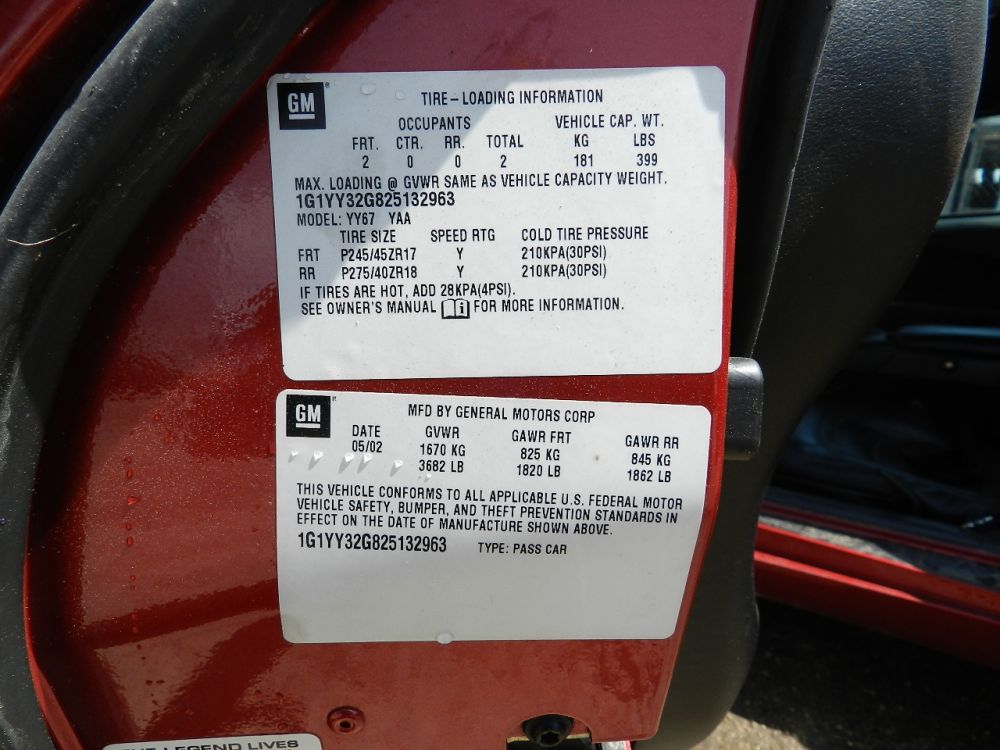 GM
TIRE – LOADING INFORMATION
OCCUPANTS VEHICLE CAP. WT.
FRT. CTR. RR. TOTAL KG LBS
2 0 0 2 181 399
MAX. LOADING @ GVWR SAME AS VEHICLE CAPACITY WEIGHT.
1G1YY32G825132963
MODEL: YY67 YAA
TIRE SIZE SPEED RTG COLD TIRE PRESSURE
FRT P245/45ZR17 Y 210KPA(30PSI)
RR P275/40ZR18 Y 210KPA(30PSI)
IF TIRES ARE HOT, ADD 28KPA(4PSI).
SEE OWNER'S MANUAL i FOR MORE INFORMATION.
GM
MFD BY GENERAL MOTORS CORP
DATE GVWR GAWR FRT GAWR RR
05/02 1670 KG 825 KG 845 KG
3682 LB 1820 LB 1862 LB
THIS VEHICLE CONFORMS TO ALL APPLICABLE U.S. FEDERAL MOTOR
VEHICLE SAFETY, BUMPER, AND THEFT PREVENTION STANDARDS IN
EFFECT ON THE DATE OF MANUFACTURE SHOWN ABOVE.
1G1YY32G825132963 TYPE: PASS CAR
THE LEGEND LIVES